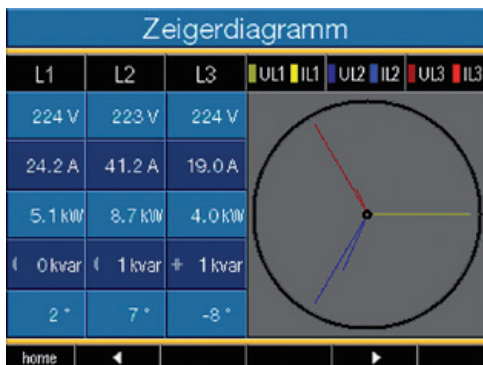 Zeigerdiagramm
L1 L2 L3 UL1 IL1 UL2 IL2 UL3 IL3
224 V 223 V 224 V
24.2 A 41.2 A 19.0 A
5.1 kW 8.7 kW 4.0 kW
0 kvar 1 kvar 1 kvar
2 ° 7 ° -8 °
home